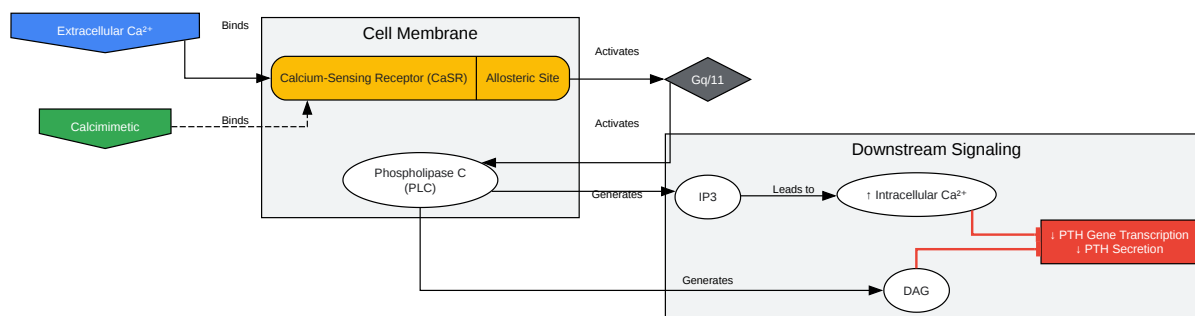 Extracellular Ca²⁺
Binds
Cell Membrane
Calcium-Sensing Receptor (CaSR)
Allosteric Site
Activates
Gq/11
Calcimimetic
Binds
Activates
Downstream Signaling
Phospholipase C
(PLC)
Generates
IP3
Leads to
↑ Intracellular Ca²⁺
↓ PTH Gene Transcription
↓ PTH Secretion
Generates
DAG